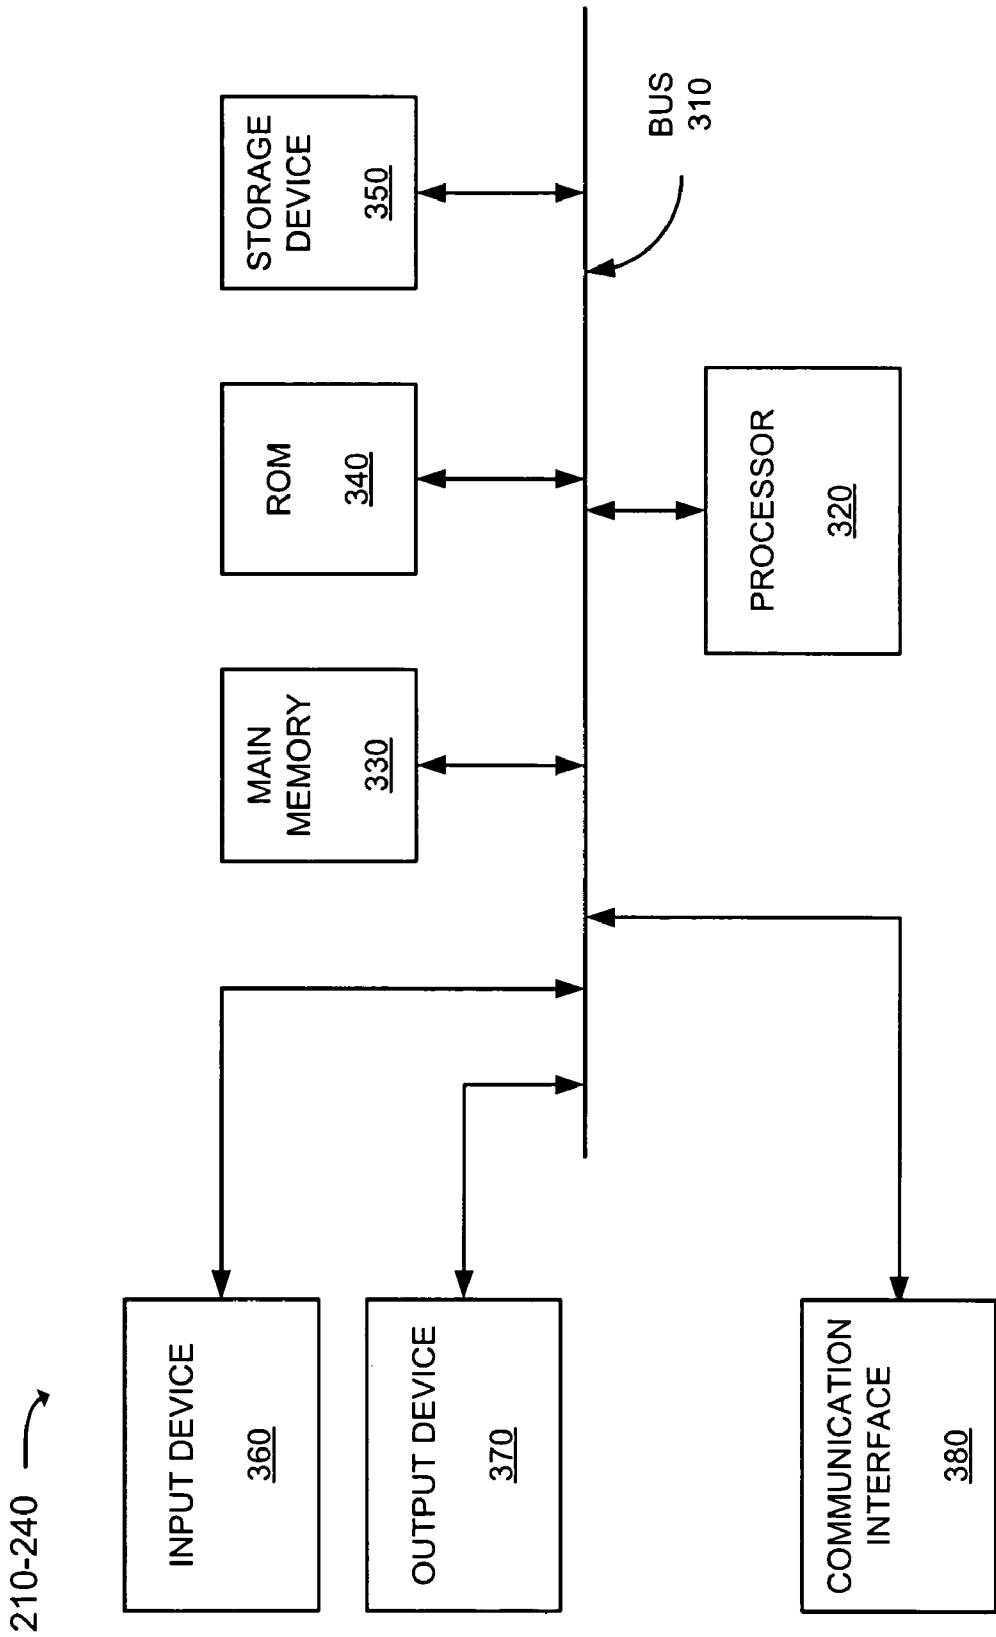 210-240
INPUT DEVICE
360
OUTPUT DEVICE
370
COMMUNICATION
INTERFACE
380
MAIN
MEMORY
330
ROM
340
STORAGE
DEVICE
350
PROCESSOR
320
BUS
310